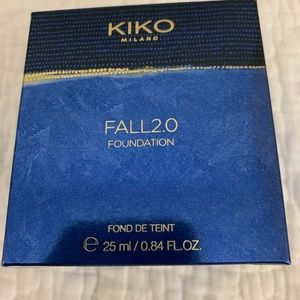 KIKO
MILANO
FALL2.0
FOUNDATION
FOND DE TEINT
℮ 25 ml / 0.84 FL.OZ.